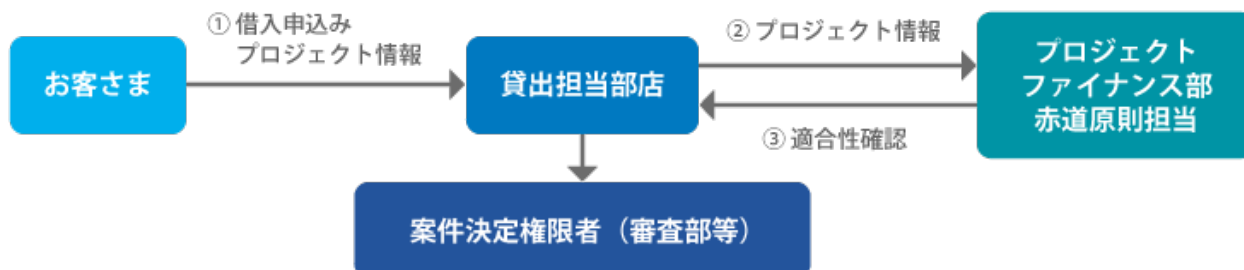 ① 借入申込み
プロジェクト情報
② プロジェクト情報
お客さま
貸出担当部店
プロジェクト
ファイナンス部
赤道原則担当
③ 適合性確認
案件決定権限者（審査部等）